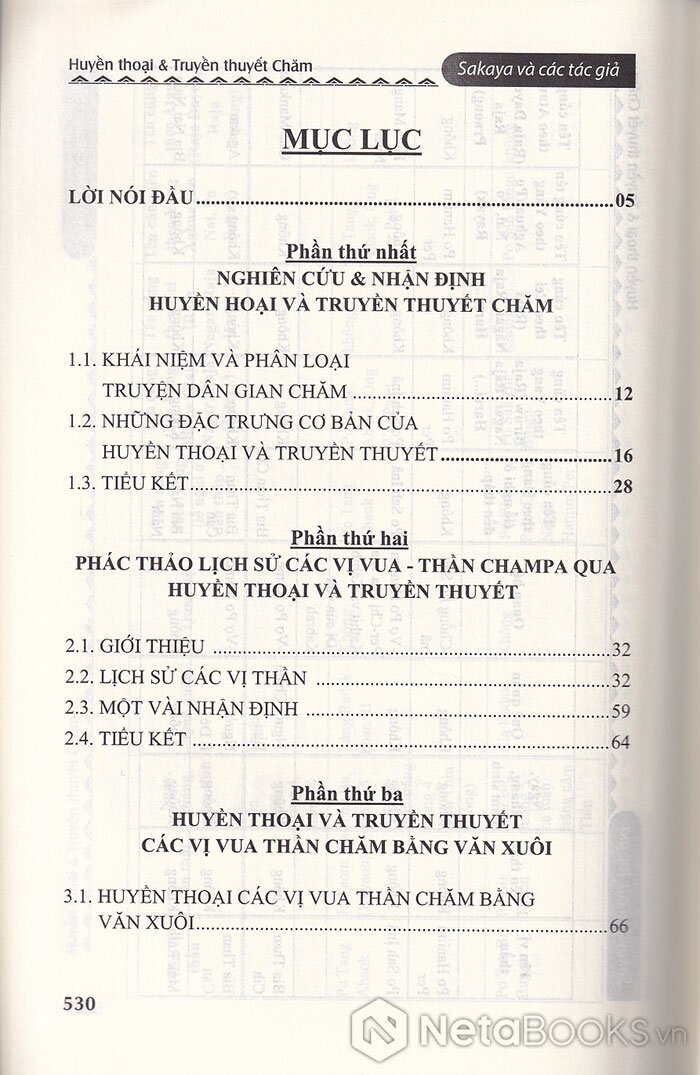 Huyền thoại & Truyền thuyết Chăm
Sakaya và các tác giả
MỤC LỤC
LỜI NÓI ĐẦU..........05
Phần thứ nhất
NGHIÊN CỨU & NHẬN ĐỊNH
HUYỀN HOẠI VÀ TRUYỀN THUYẾT CHĂM
1.1. KHÁI NIỆM VÀ PHÂN LOẠI
TRUYỆN DÂN GIAN CHĂM ..........12
1.2. NHỮNG ĐẶC TRƯNG CƠ BẢN CỦA
HUYỀN THOẠI VÀ TRUYỀN THUYẾT..........16
1.3. TIỂU KẾT..........28
Phần thứ hai
PHÁC THẢO LỊCH SỬ CÁC VỊ VUA - THẦN CHAMPA QUA
HUYỀN THOẠI VÀ TRUYỀN THUYẾT
2.1. GIỚI THIỆU ..........32
2.2. LỊCH SỬ CÁC VỊ THẦN ..........32
2.3. MỘT VÀI NHẬN ĐỊNH ..........59
2.4. TIỂU KẾT ..........64
Phần thứ ba
HUYỀN THOẠI VÀ TRUYỀN THUYẾT
CÁC VỊ VUA THẦN CHĂM BẰNG VĂN XUÔI
3.1. HUYỀN THOẠI CÁC VỊ VUA THẦN CHĂM BẰNG
VĂN XUÔI..........66
530
NetaBooks.vn